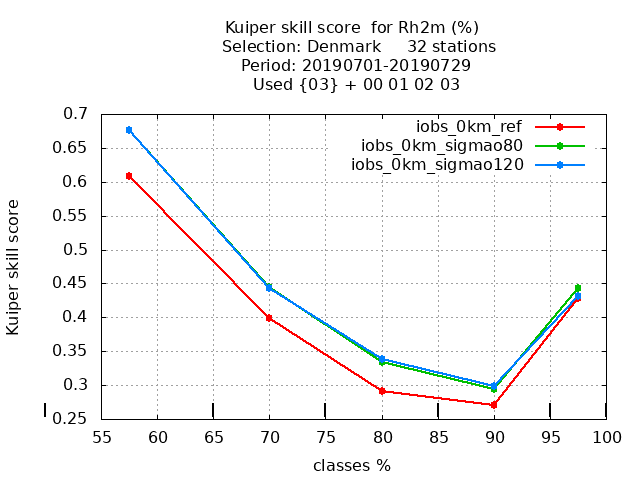 Kuiper skill score  for Rh2m (%)
Selection: Denmark     32 stations
Period: 20190701-20190729
Used {03} + 00 01 02 03
iobs_0km_ref
iobs_0km_sigmao80
iobs_0km_sigmao120
Kuiper skill score
0.7
0.65
0.6
0.55
0.5
0.45
0.4
0.35
0.3
0.25
55 60 65 70 75 80 85 90 95 100
classes %